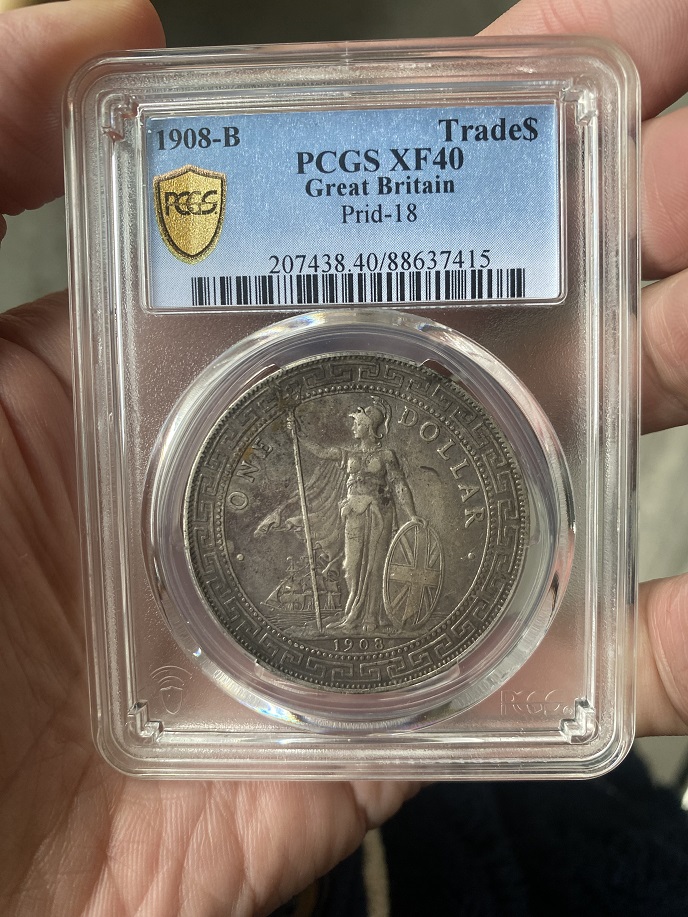 1908-B
Trade$
PCGS XF40
Great Britain
Prid-18
PCGS
207438.40/88637415
ONE DOLLAR
1908
PCGS